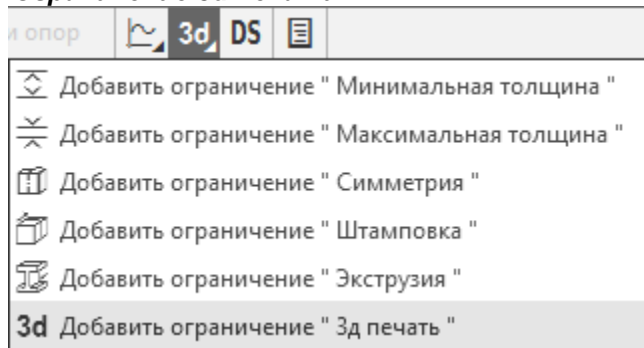 и опор 3d DS
Добавить ограничение " Минимальная толщина "
Добавить ограничение " Максимальная толщина "
Добавить ограничение " Симметрия "
Добавить ограничение " Штамповка "
Добавить ограничение " Экструзия "
3d Добавить ограничение " 3д печать "